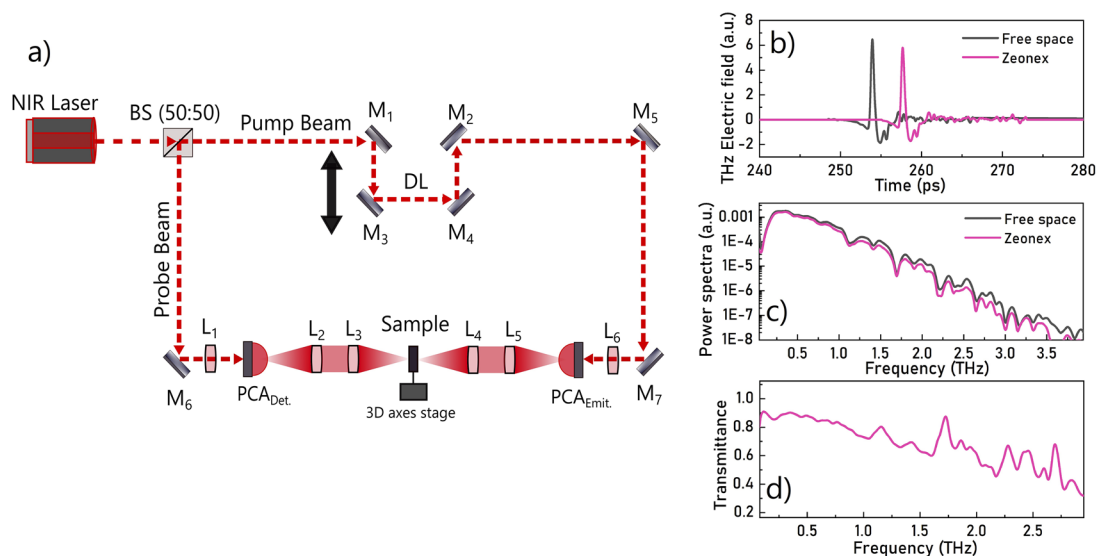 a)
NIR Laser
BS (50:50)
Pump Beam
M1
M2
M5
DL
M3
M4
Probe Beam
L1
L2
L3
Sample
L4
L5
L6
M6
PCADet.
3D axes stage
PCAEmit.
M7
b)
THz Electric field (a.u.)
8
6
4
2
0
-2
-4
Free space
Zeonex
240
250
260
270
280
Time (ps)
c)
Power spectra (a.u.)
0.001
1E-4
1E-5
1E-6
1E-7
1E-8
Free space
Zeonex
0.5
1.0
1.5
2.0
2.5
3.0
3.5
Frequency (THz)
d)
Transmittance
1.0
0.8
0.6
0.4
0.2
0.5
1.0
1.5
2.0
2.5
Frequency (THz)